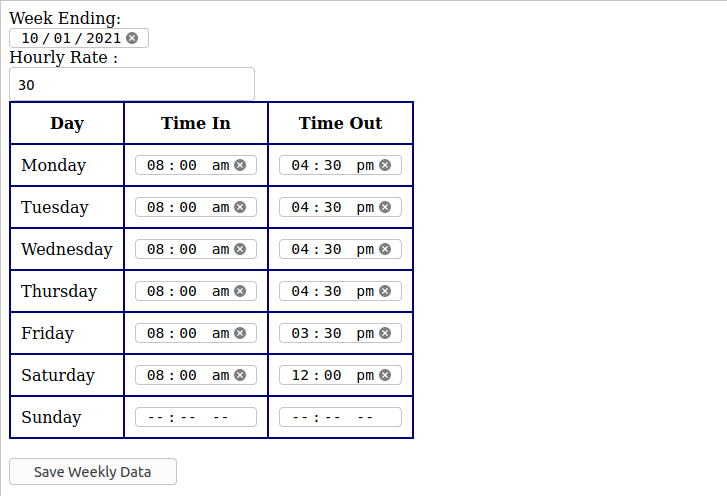 Week Ending:
10/01/2021
Hourly Rate :
30
Day Time In Time Out
Monday 08:00 am 04:30 pm
Tuesday 08:00 am 04:30 pm
Wednesday 08:00 am 04:30 pm
Thursday 08:00 am 04:30 pm
Friday 08:00 am 03:30 pm
Saturday 08:00 am 12:00 pm
Sunday --:-- -- --:-- --
Save Weekly Data